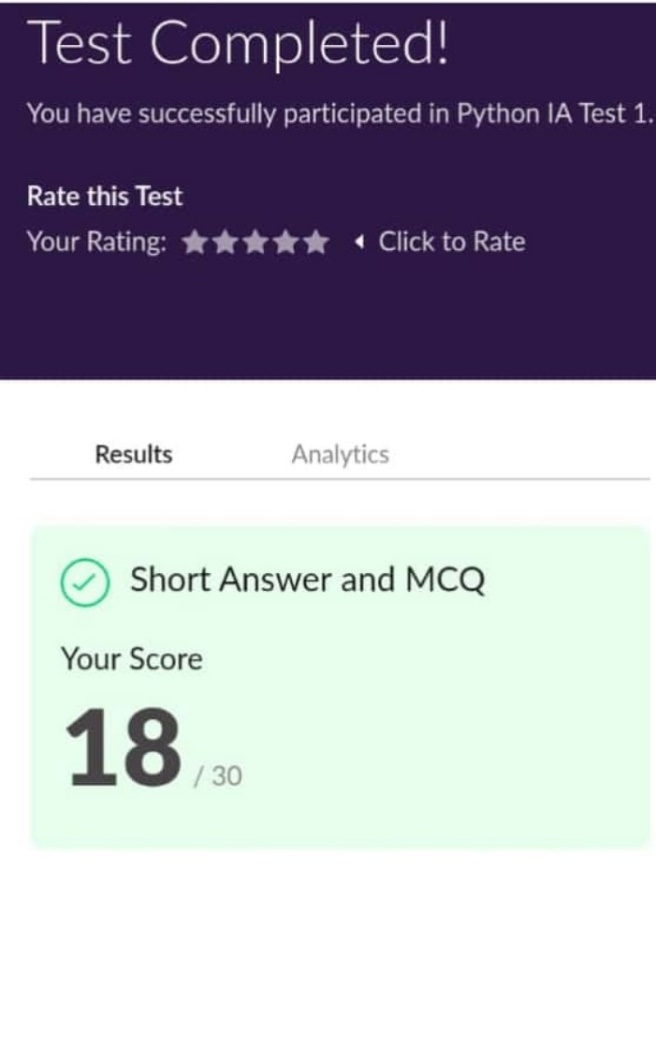 Test Completed!
You have successfully participated in Python IA Test 1.
Rate this Test
Your Rating: Click to Rate
Results Analytics
Short Answer and MCQ
Your Score
18 / 30